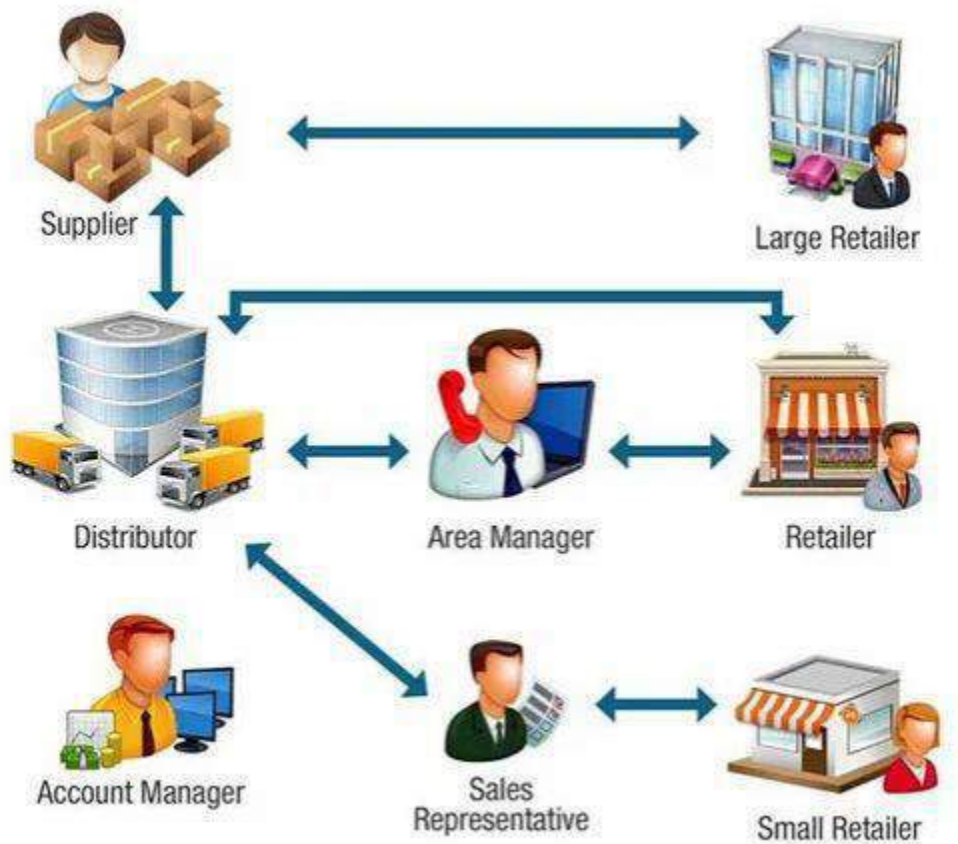 Supplier
Large Retailer
Distributor
Area Manager
Retailer
Account Manager
Sales
Representative
Small Retailer